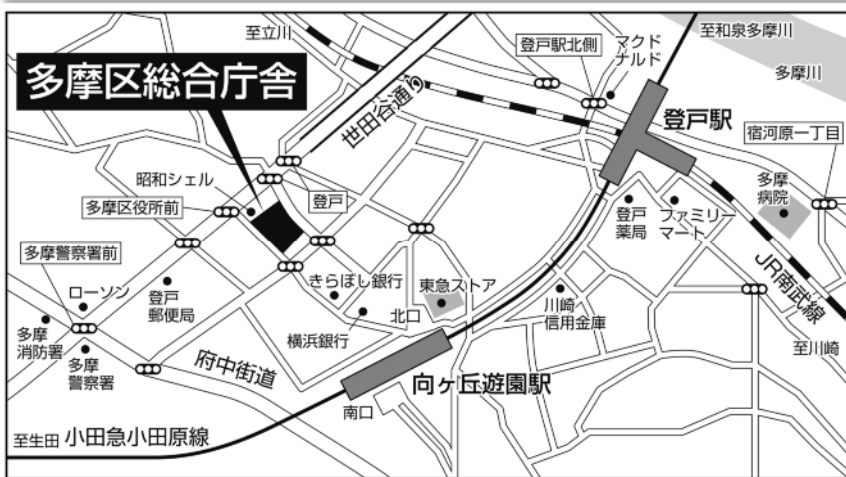 至立川
登戸駅北側
マクド
ナルド
至和泉多摩川
多摩川
多摩区総合庁舎
世田谷通り
登戸駅
宿河原一丁目
昭和シェル
多摩区役所前
登戸
多摩
病院
登戸
薬局
ファミリー
マート
多摩警察署前
ローソン
登戸
郵便局
きらぼし銀行
東急ストア
北口
横浜銀行
川崎
信用金庫
JR南武線
至川崎
多摩
消防署
多摩
警察署
府中街道
向ヶ丘遊園駅
南口
至生田
小田急小田原線